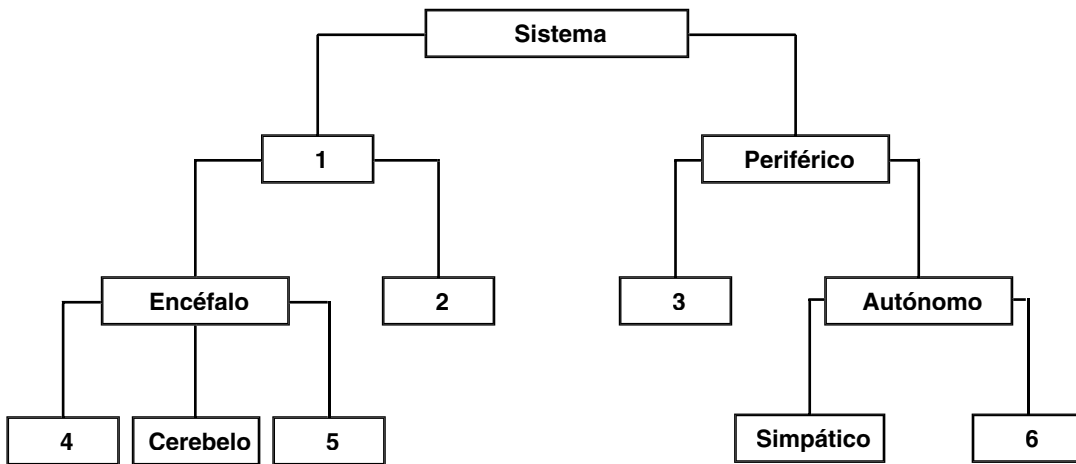 Sistema
1
Periférico
Encéfalo
2
3
Autónomo
4
Cerebelo
5
Simpático
6